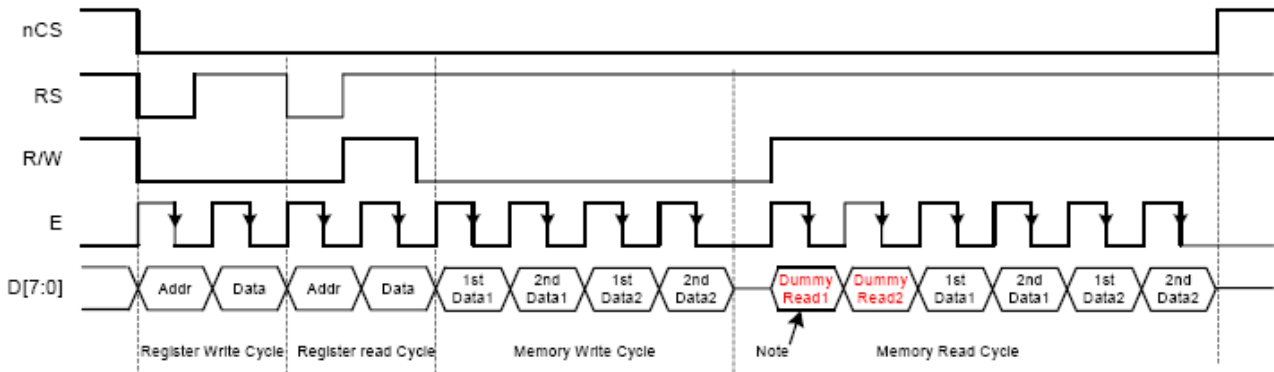 nCS
RS
R/W
E
D[7:0]
Addr
Data
Addr
Data
1st
Data1
2nd
Data1
1st
Data2
2nd
Data2
Dummy
Read1
Dummy
Read2
1st
Data1
2nd
Data1
1st
Data2
2nd
Data2
Register Write Cycle
Register read Cycle
Memory Write Cycle
Note
Memory Read Cycle